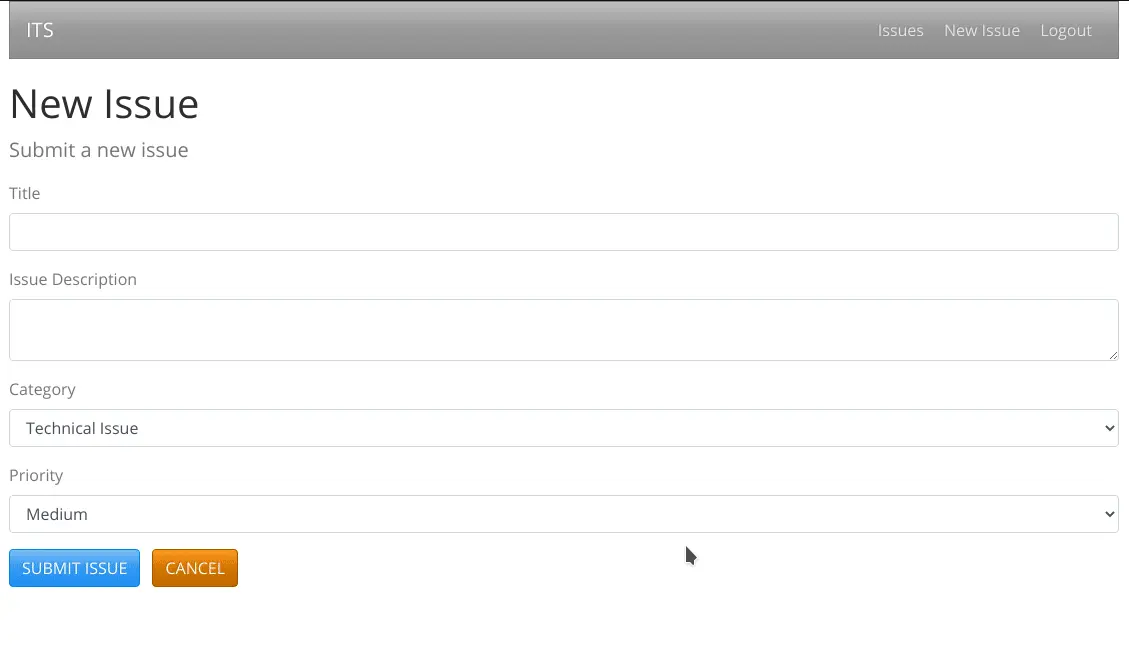 ITS Issues New Issue Logout
New Issue
Submit a new issue
Title
Issue Description
Category
Technical Issue
Priority
Medium
SUBMIT ISSUE CANCEL